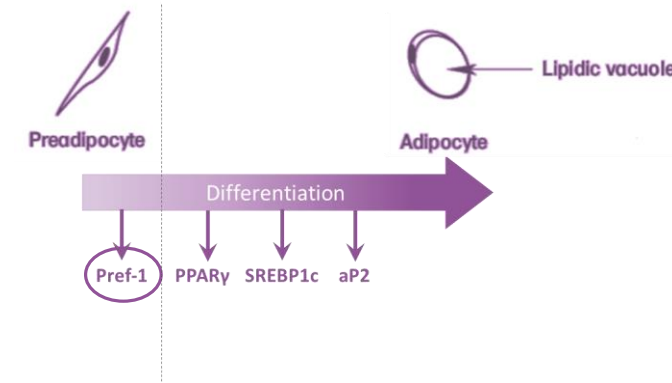 Lipidic vacuole
Preadipocyte
Adipocyte
Differentiation
Pref-1 PPARγ SREBP1c aP2